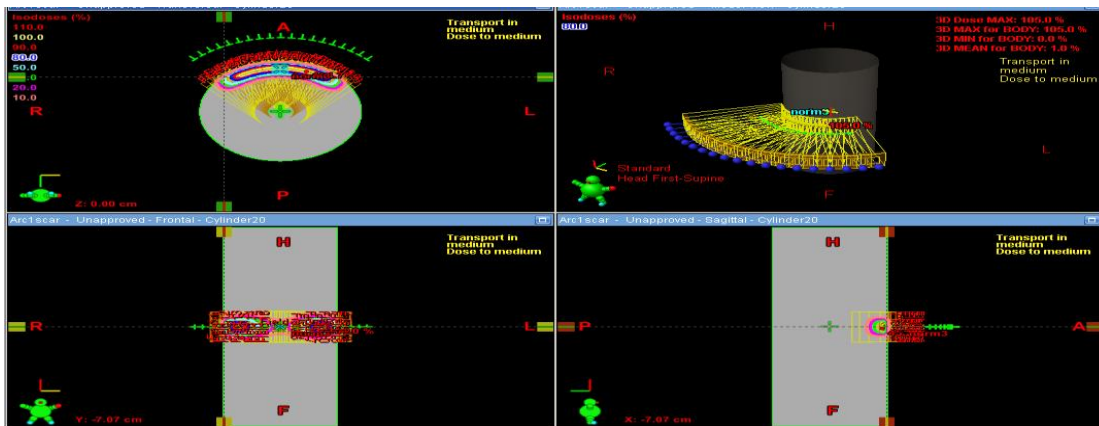 Isodoses (%)
110.0
100.0
90.0
80.0
50.0
20.0
10.0
A
Transport in
medium
Dose to medium
R
L
P
Z: 0.00 cm
Isodoses (%)
80.0
H
3D Dose MAX: 105.0 %
3D MAX for BODY: 105.0 %
3D MIN for BODY: 0.0 %
3D MEAN for BODY: 1.0 %
Transport in
medium
Dose to medium
R
norm3
105.0 %
L
Standard
Head First-Supine
F
Arc1scar - Unapproved - Frontal - Cylinder20
H
Transport in
medium
Dose to medium
R
L
F
Y: -7.07 cm
Arc1scar - Unapproved - Sagittal - Cylinder20
H
Transport in
medium
Dose to medium
P
A
norm3
F
X: -7.07 cm